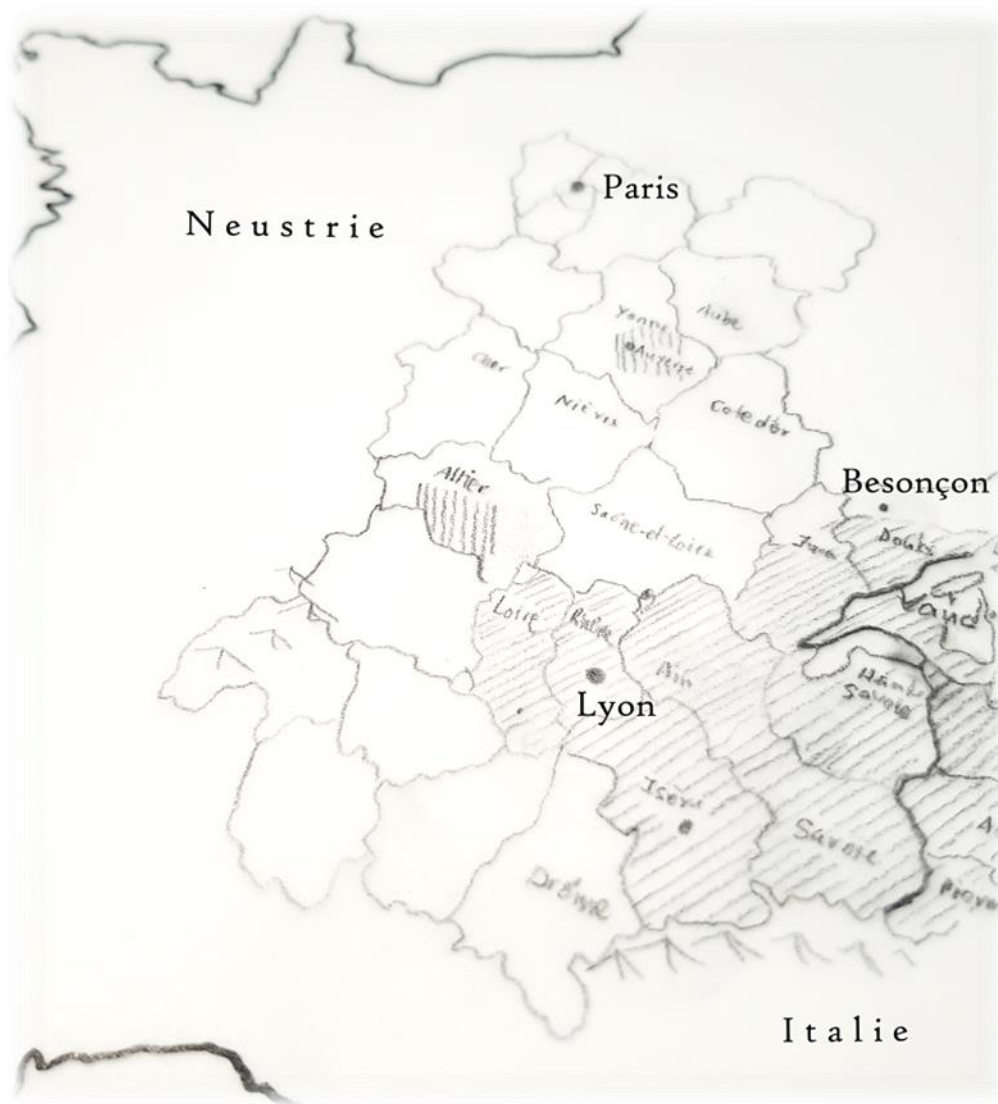 Paris
Neustrie
Yonne
Aube
Auxerre
Cher
Nièvre
Cote d'or
Allier
Besonçon
Saône-et-Loire
Jura
Doubs
Loire
Rhône
Ain
Lyon
Haute
Savoie
Isère
Savoie
Drôme
Italie